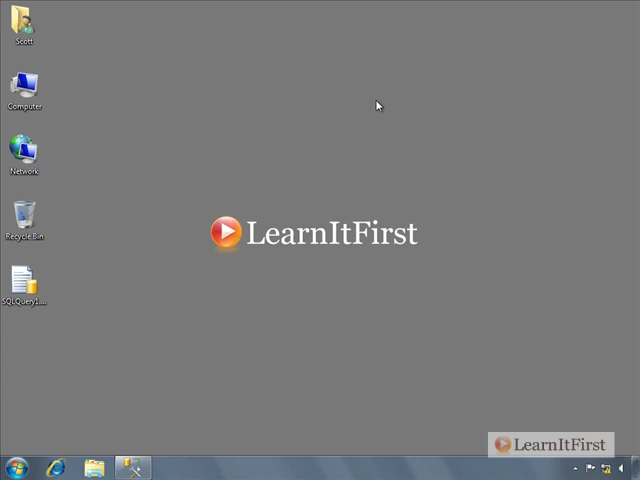 Scott
Computer
Network
LearnItFirst
Recycle Bin
SQLQuery1....
LearnItFirst